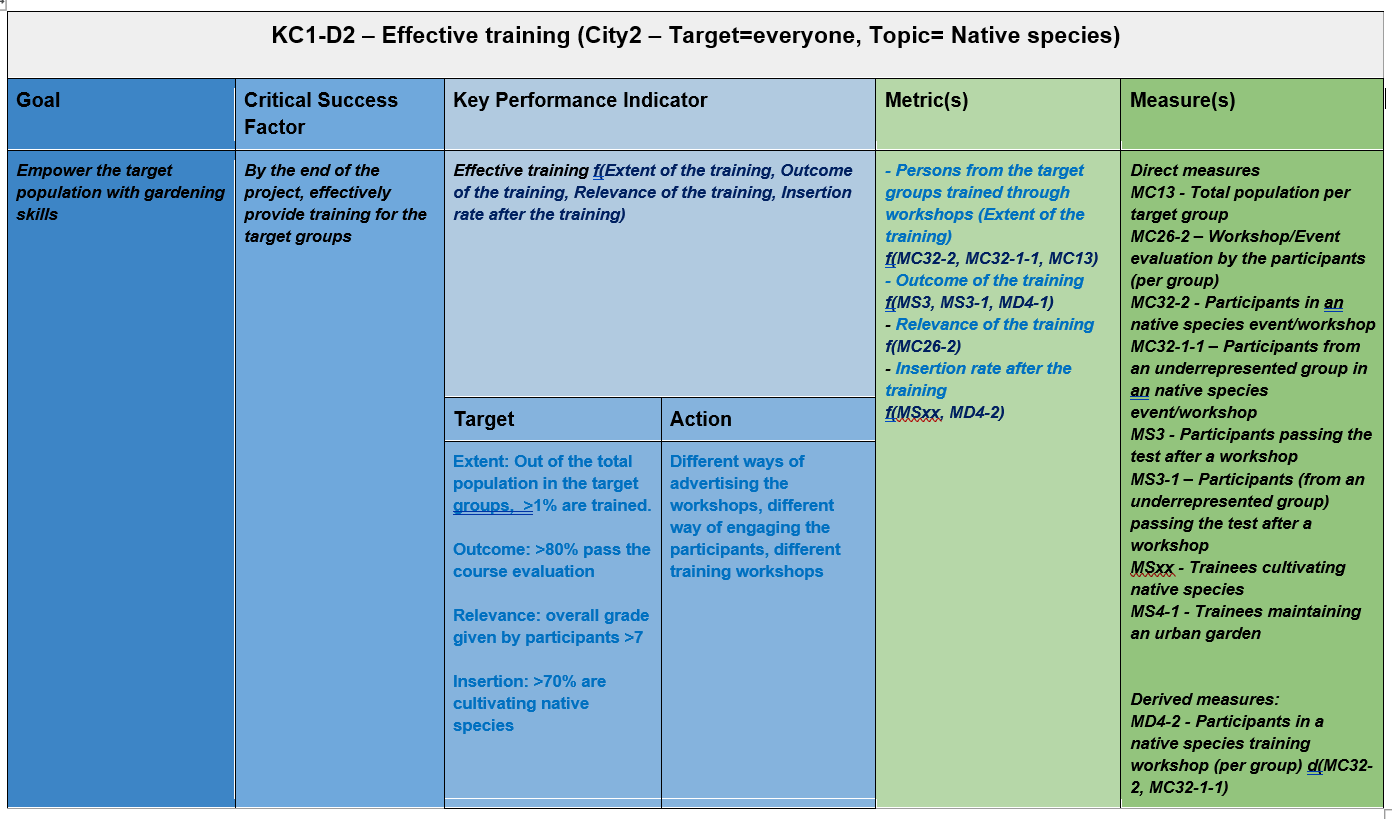 KC1-D2 – Effective training (City2 – Target=everyone, Topic= Native species)
Goal
Critical Success
Factor
Key Performance Indicator
Metric(s)
Measure(s)
Empower the target
population with gardening
skills
By the end of the
project, effectively
provide training for the
target groups
Effective training f(Extent of the training, Outcome
of the training, Relevance of the training, Insertion
rate after the training)
Target
Action
Extent: Out of the total
population in the target
groups,  >1% are trained.
Outcome: >80% pass the
course evaluation
Relevance: overall grade
given by participants >7
Insertion: >70% are
cultivating native
species
Different ways of
advertising the
workshops, different
way of engaging the
participants, different
training workshops
- Persons from the target
groups trained through
workshops (Extent of the
training)
f(MC32-2, MC32-1-1, MC13)
- Outcome of the training
f(MS3, MS3-1, MD4-1)
- Relevance of the training
f(MC26-2)
- Insertion rate after the
training
f(MSxx, MD4-2)
Direct measures
MC13 - Total population per
target group
MC26-2 – Workshop/Event
evaluation by the participants
(per group)
MC32-2 - Participants in an
native species event/workshop
MC32-1-1 – Participants from
an underrepresented group in
an native species
event/workshop
MS3 - Participants passing the
test after a workshop
MS3-1 – Participants (from an
underrepresented group)
passing the test after a
workshop
MSxx - Trainees cultivating
native species
MS4-1 - Trainees maintaining
an urban garden
Derived measures:
MD4-2 - Participants in a
native species training
workshop (per group) d(MC32-
2, MC32-1-1)